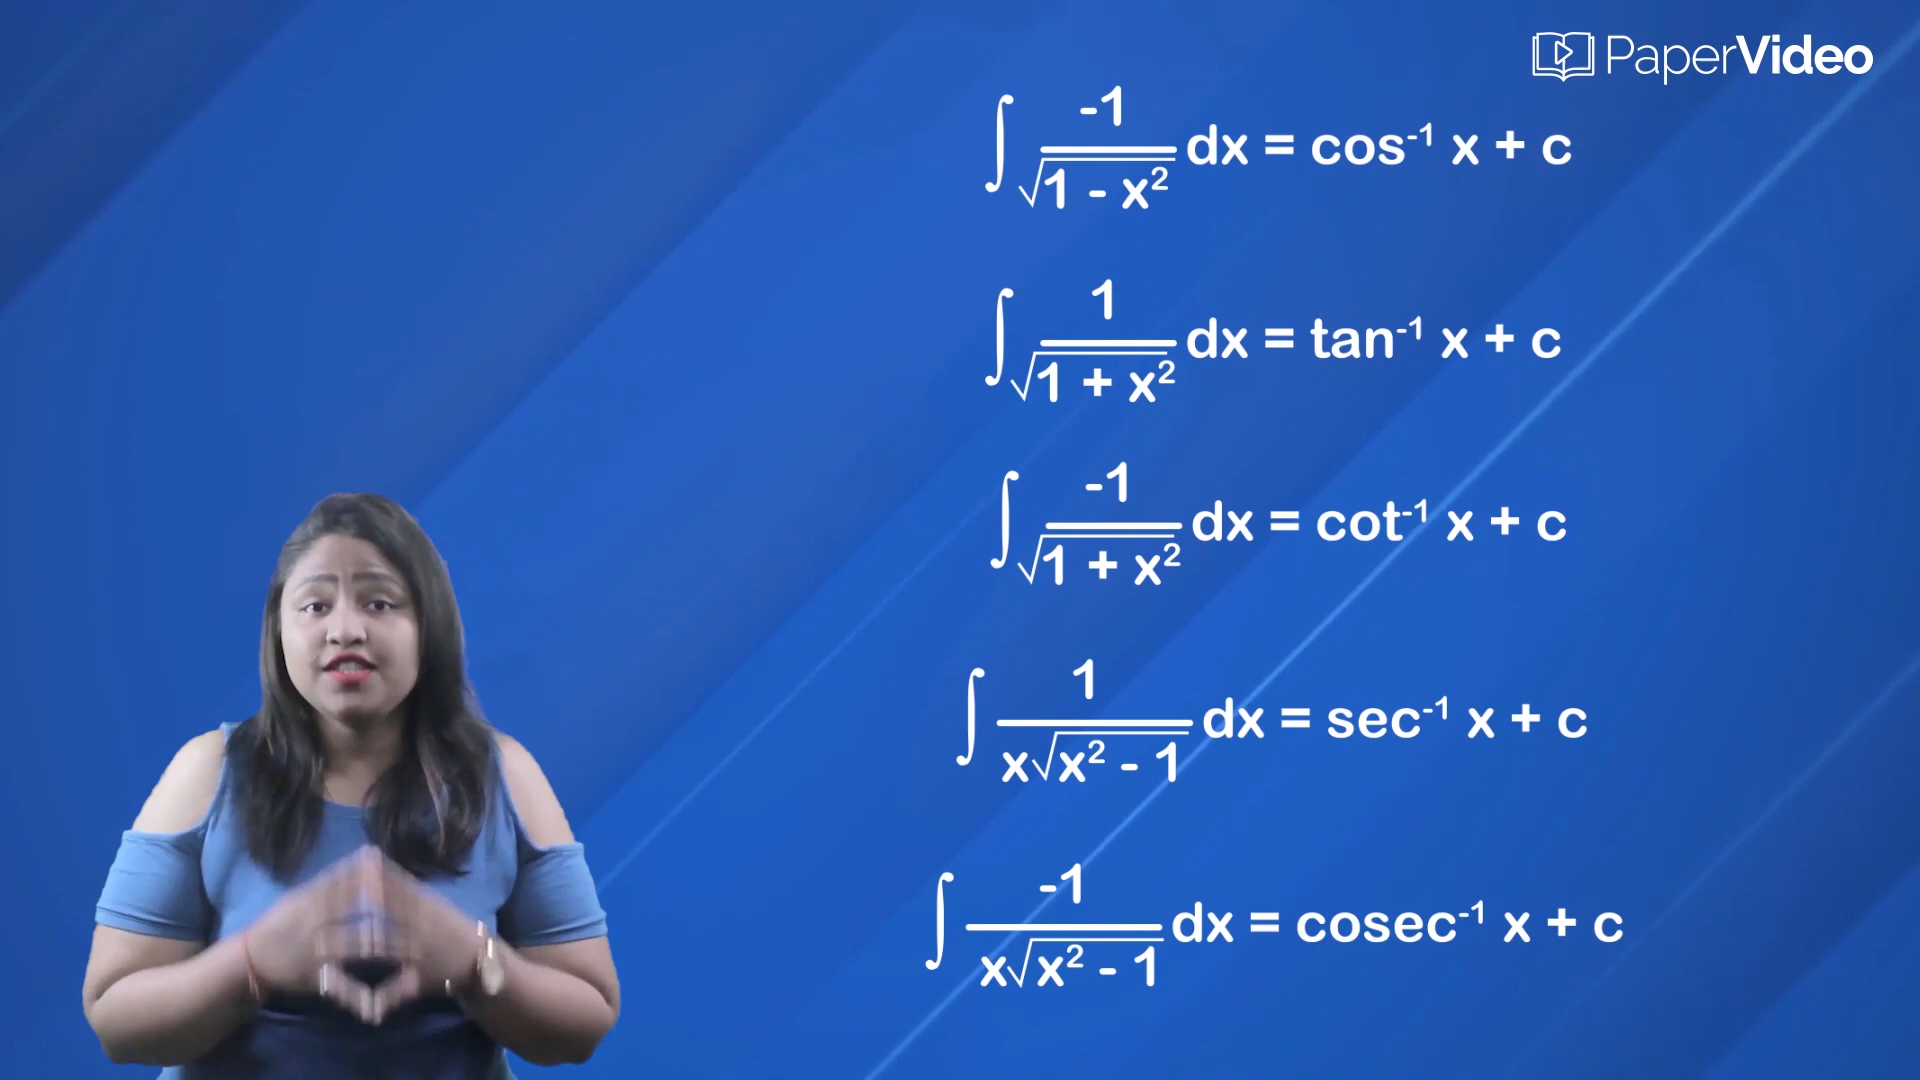 PaperVideo
∫ -1/√(1 - x²) dx = cos⁻¹ x + c
∫ 1/√(1 + x²) dx = tan⁻¹ x + c
∫ -1/√(1 + x²) dx = cot⁻¹ x + c
∫ 1/(x√(x² - 1)) dx = sec⁻¹ x + c
∫ -1/(x√(x² - 1)) dx = cosec⁻¹ x + c